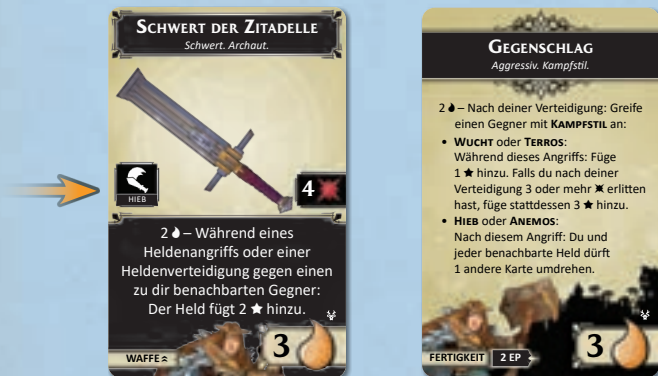 SCHWERT DER ZITADELLE
Schwert. Archaut.
HIEB
4
2 – Während eines
Heldenangriffs oder einer
Heldenverteidigung gegen einen
zu dir benachbarten Gegner:
Der Held fügt 2 ★ hinzu.
WAFFE
3
GEGENSCHLAG
Aggressiv. Kampfstil.
2 – Nach deiner Verteidigung: Greife
einen Gegner mit KAMPFSTIL an:
• WUCHT oder TERROS:
Während dieses Angriffs: Füge
1 ★ hinzu. Falls du nach deiner
Verteidigung 3 oder mehr erlitten
hast, füge stattdessen 3 ★ hinzu.
• HIEB oder ANEMOS:
Nach diesem Angriff: Du und
jeder benachbarte Held dürft
1 andere Karte umdrehen.
FERTIGKEIT 2 EP
3